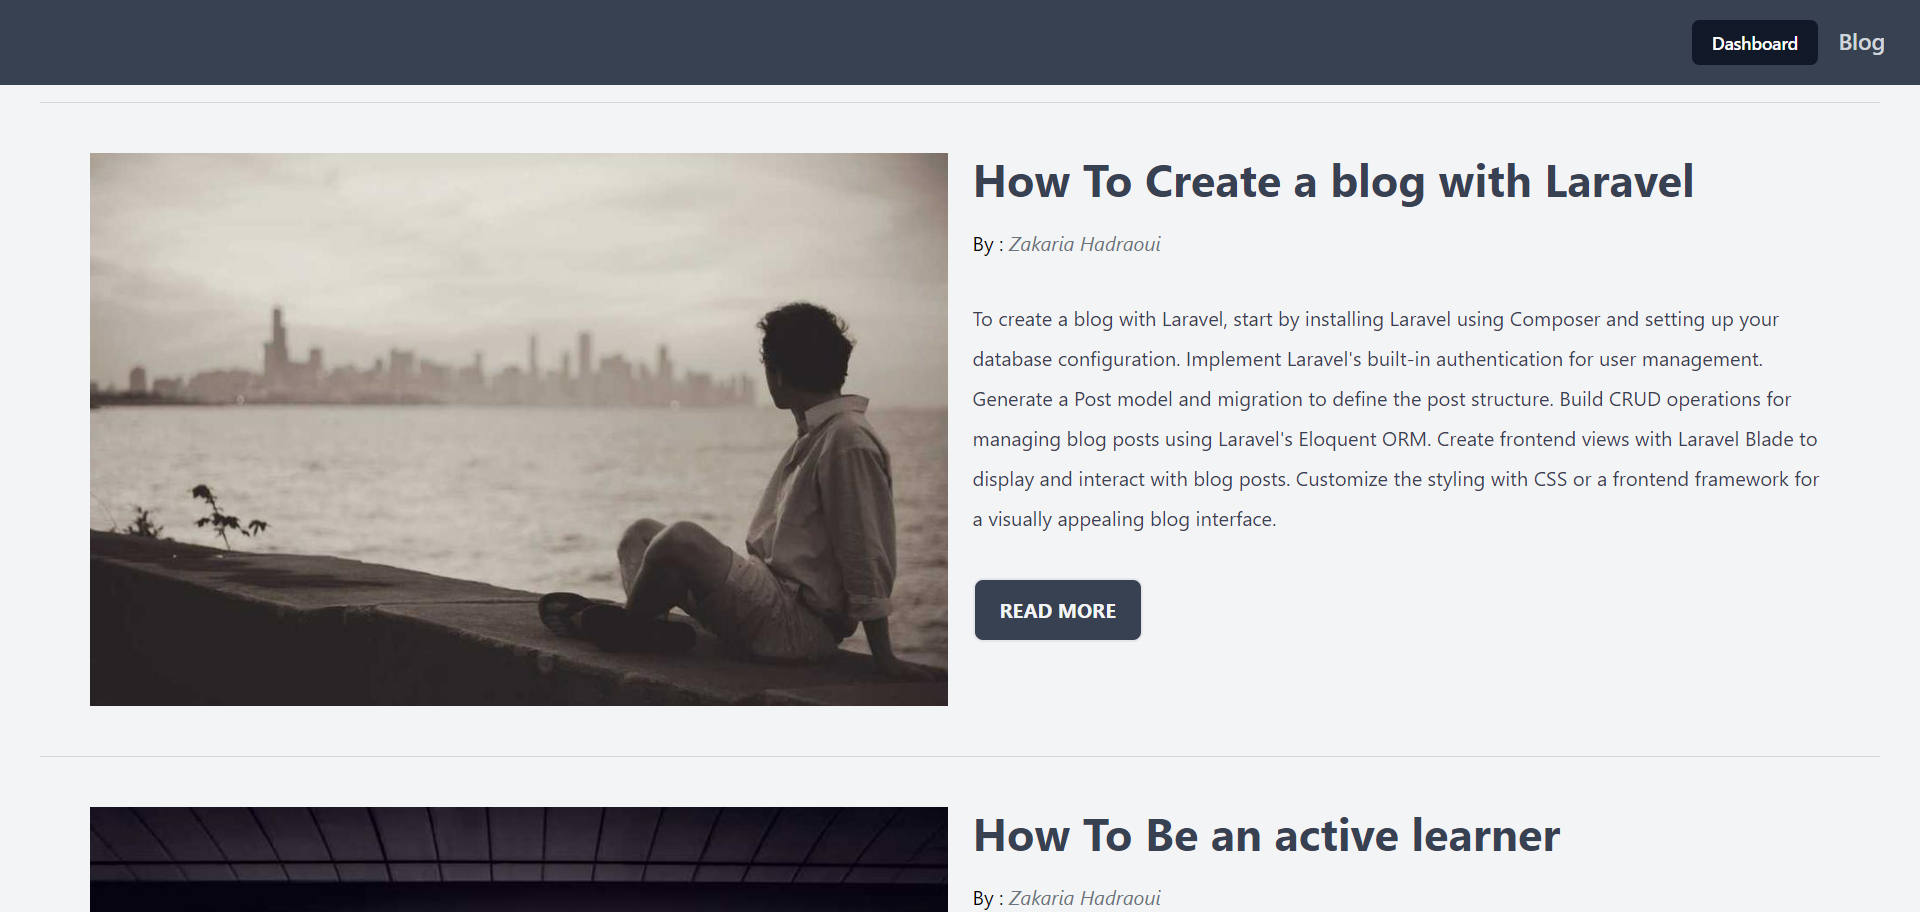 Dashboard Blog
How To Create a blog with Laravel
By : Zakaria Hadraoui
To create a blog with Laravel, start by installing Laravel using Composer and setting up your
database configuration. Implement Laravel's built-in authentication for user management.
Generate a Post model and migration to define the post structure. Build CRUD operations for
managing blog posts using Laravel's Eloquent ORM. Create frontend views with Laravel Blade to
display and interact with blog posts. Customize the styling with CSS or a frontend framework for
a visually appealing blog interface.
READ MORE
How To Be an active learner
By : Zakaria Hadraoui